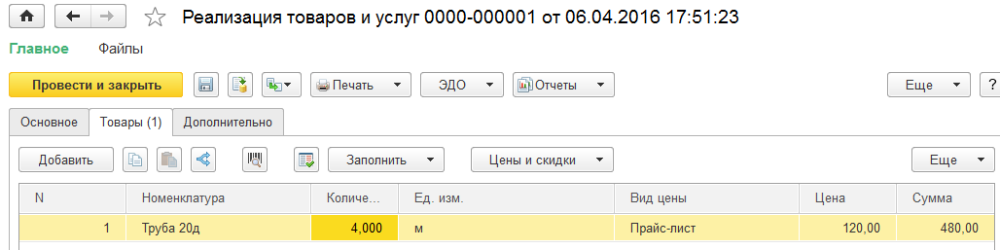 Реализация товаров и услуг 0000-000001 от 06.04.2016 17:51:23
Главное Файлы
Провести и закрыть Печать ЭДО Отчеты Еще ?
Основное Товары (1) Дополнительно
Добавить Заполнить Цены и скидки Еще
N Номенклатура Количе... Ед. изм. Вид цены Цена Сумма
1 Труба 20д 4,000 м Прайс-лист 120,00 480,00